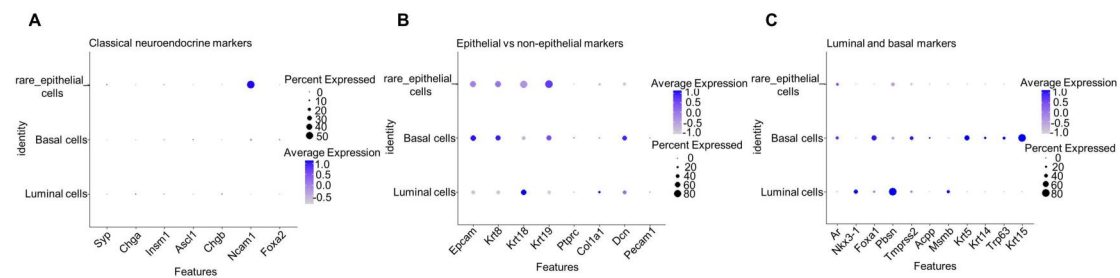 A
Classical neuroendocrine markers
rare_epithelial
cells
Basal cells
Luminal cells
identity
Syp
Chga
Insm1
Ascl1
Chgb
Ncam1
Foxa2
Features
Percent Expressed
0
10
20
30
40
50
Average Expression
1.0
0.5
0.0
-0.5
B
Epithelial vs non-epithelial markers
rare_epithelial
cells
Basal cells
Luminal cells
identity
Epcam
Krt8
Krt18
Krt19
Ptprc
Col1a1
Dcn
Pecam1
Features
Average Expression
1.0
0.5
0.0
-0.5
-1.0
Percent Expressed
0
20
40
60
80
C
Luminal and basal markers
rare_epithelial
cells
Basal cells
Luminal cells
identity
Ar
Nkx3-1
Foxa1
Pbsn
Tmprss2
Acpp
Msmb
Krt5
Krt14
Trp63
Krt15
Features
Average Expression
1.0
0.5
0.0
-0.5
-1.0
Percent Expressed
0
20
40
60
80